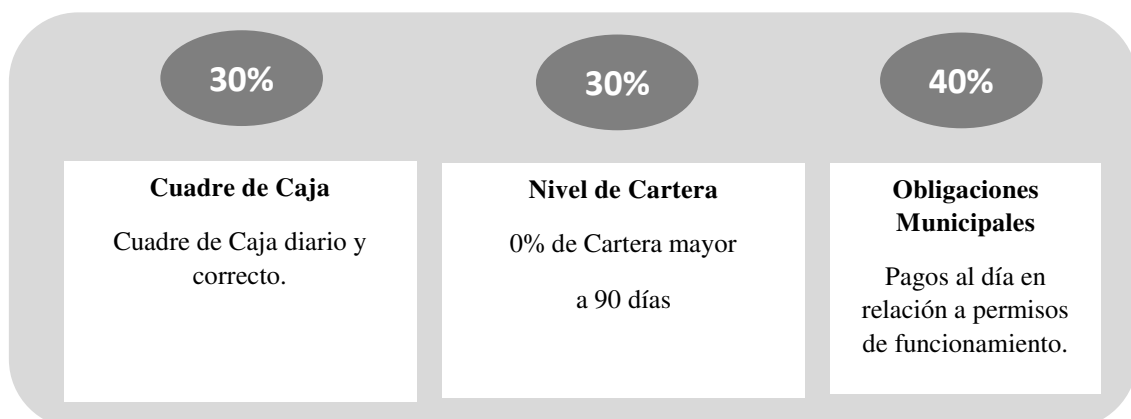 30%
30%
40%
Cuadre de Caja
Cuadre de Caja diario y
correcto.
Nivel de Cartera
0% de Cartera mayor
a 90 días
Obligaciones
Municipales
Pagos al día en
relación a permisos
de funcionamiento.